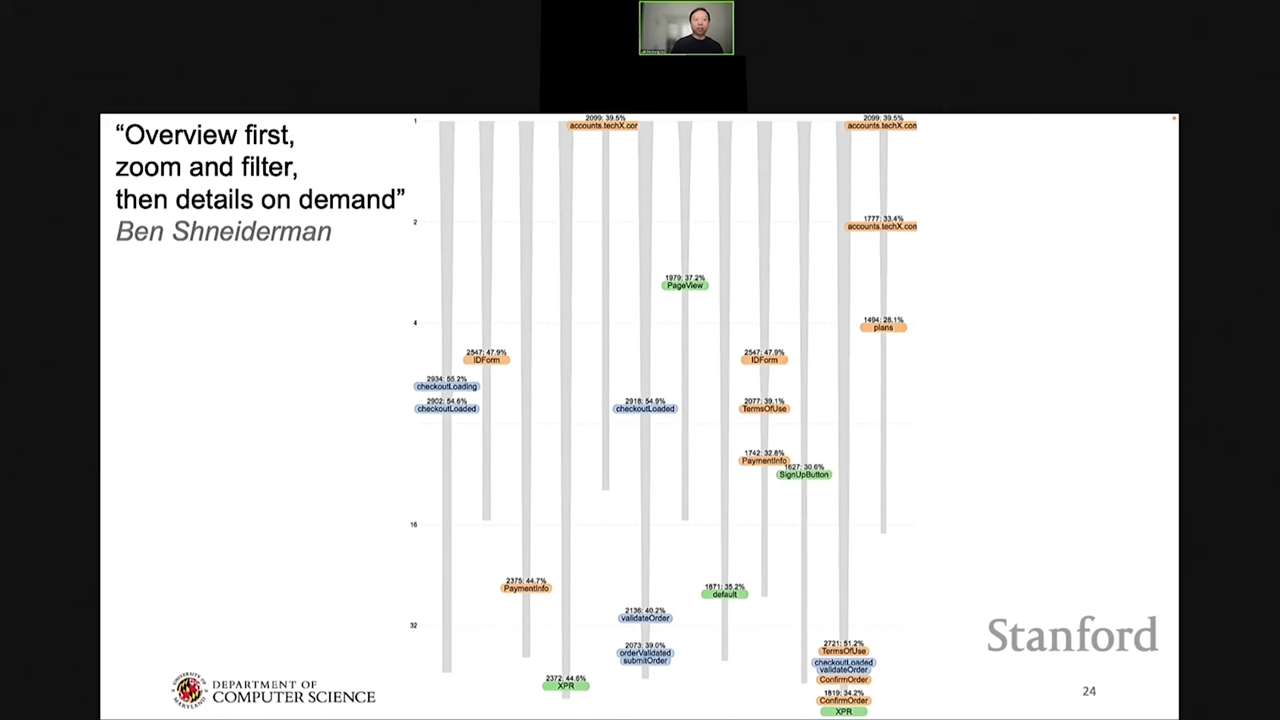 “Overview first,
zoom and filter,
then details on demand”
Ben Shneiderman
1
2099: 39.5%
accounts.techX.cor
2099: 39.5%
accounts.techX.con
2
1777: 33.4%
accounts.techX.con
1979: 37.2%
PageView
4
1494: 28.1%
plans
2547: 47.9%
IDForm
2547: 47.9%
IDForm
2934: 55.2%
checkoutLoading
2902: 54.6%
checkoutLoaded
2918: 54.9%
checkoutLoaded
2077: 39.1%
TermsOfUse
1742: 32.8%
PaymentInfo
1627: 30.6%
SignUpButton
16
2375: 44.7%
PaymentInfo
1871: 35.2%
default
2136: 40.2%
validateOrder
32
2073: 39.0%
orderValidated
submitOrder
2721: 51.2%
TermsOfUse
checkoutLoaded
validateOrder
ConfirmOrder
2372: 44.6%
XPR
1819: 34.2%
ConfirmOrder
XPR
Stanford
UNIVERSITY OF
MARYLAND
DEPARTMENT OF
COMPUTER SCIENCE
24